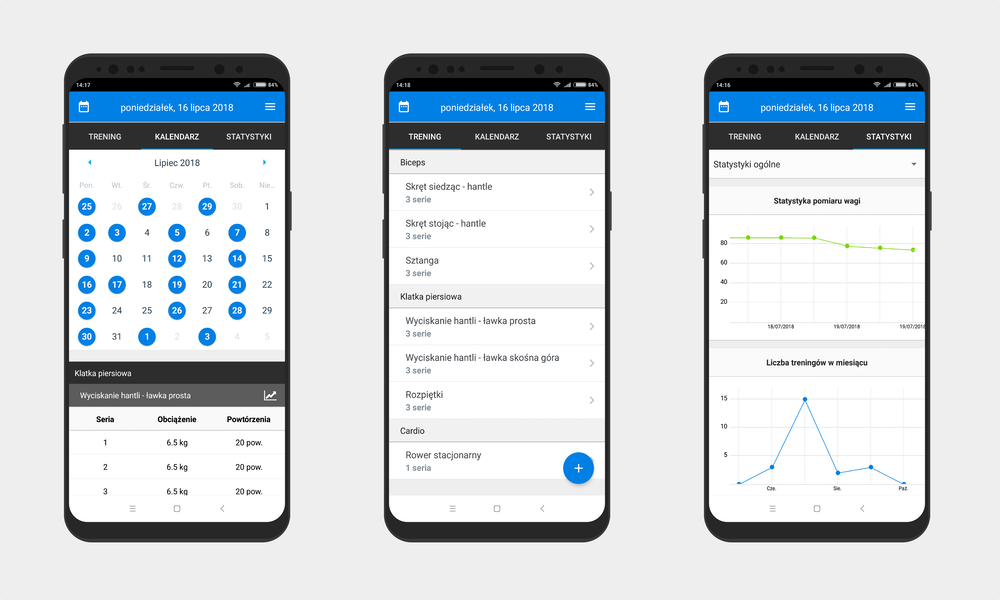 14:17 84%
poniedziałek, 16 lipca 2018
TRENING KALENDARZ STATYSTYKI
Lipiec 2018
Pon. Wt. Śr. Czw. Pt. Sob. Nie...
25 26 27 28 29 30 1
2 3 4 5 6 7 8
9 10 11 12 13 14 15
16 17 18 19 20 21 22
23 24 25 26 27 28 29
30 31 1 2 3 4 5
Klatka piersiowa
Wyciskanie hantli - ławka prosta
Seria Obciążenie Powtórzenia
1 6.5 kg 20 pow.
2 6.5 kg 20 pow.
3 6.5 kg 20 pow.
14:18 84%
poniedziałek, 16 lipca 2018
TRENING KALENDARZ STATYSTYKI
Biceps
Skręt siedząc - hantle
3 serie
Skręt stojąc - hantle
3 serie
Sztanga
3 serie
Klatka piersiowa
Wyciskanie hantli - ławka prosta
3 serie
Wyciskanie hantli - ławka skośna góra
3 serie
Rozpiętki
3 serie
Cardio
Rower stacjonarny
1 seria
+
14:16 84%
poniedziałek, 16 lipca 2018
TRENING KALENDARZ STATYSTYKI
Statystyki ogólne
Statystyka pomiaru wagi
80
60
40
20
18/07/2018 19/07/2018 19/07/2018
Liczba treningów w miesiącu
15
10
5
Cze. Sie. Paź.